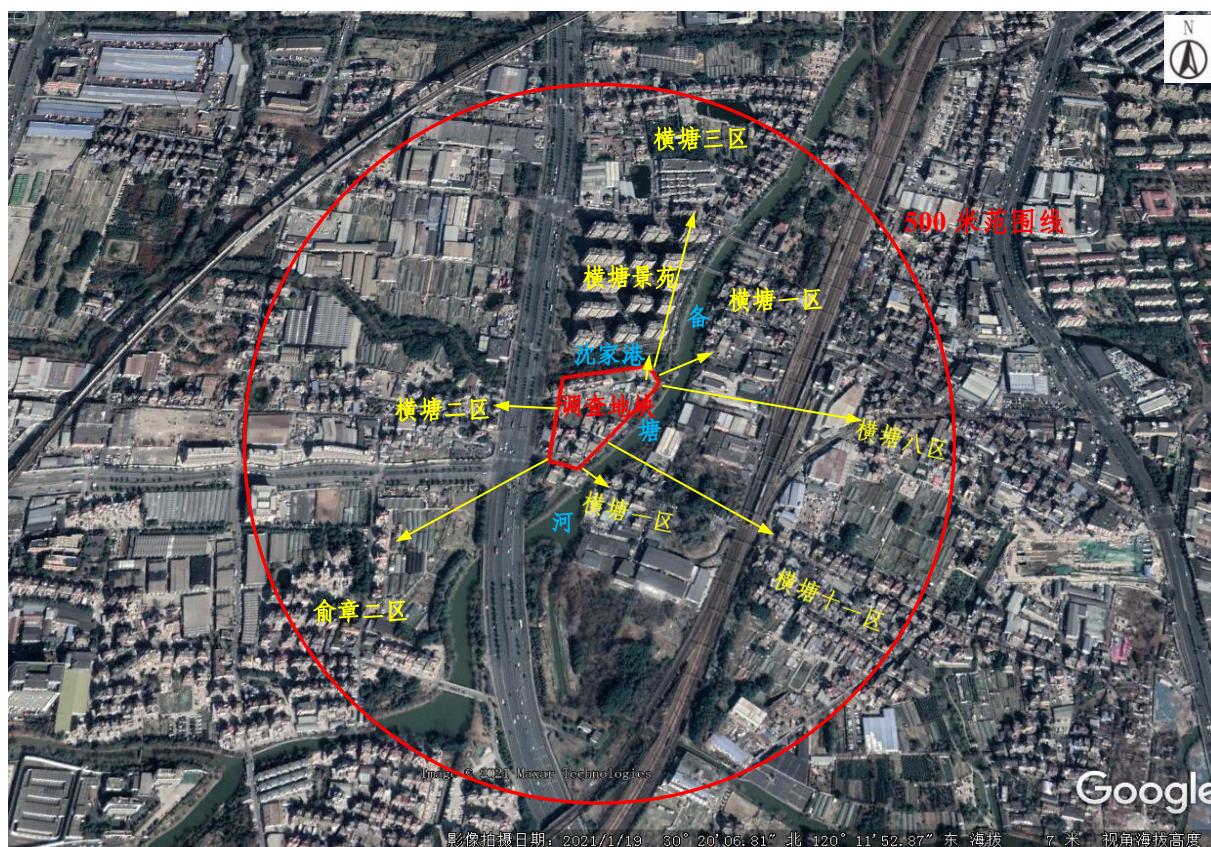 N
横塘三区
500 米范围线
横塘景苑
横塘一区
备
沈家港
调查地块
横塘二区
塘
横塘八区
横塘一区
河
横塘十一区
俞章二区
Image © 2021 Maxar Technologies
Google
影像拍摄日期: 2021/1/19 30°20'06.81" 北 120°11'52.87" 东 海拔 7 米 视角海拔高度